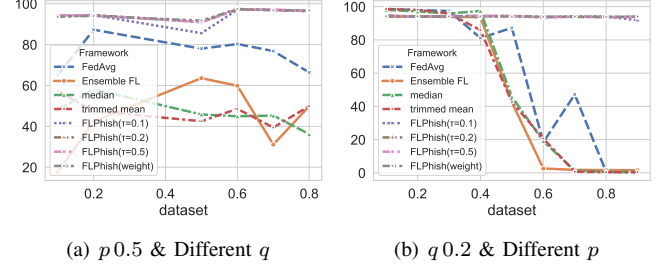 100
80
60
40
20
Framework
FedAvg
Ensemble FL
median
trimmed mean
FLPhish(τ=0.1)
FLPhish(τ=0.2)
FLPhish(τ=0.5)
FLPhish(weight)
0.2 0.4 0.6 0.8
dataset
(a) p 0.5 & Different q
100
80
60
40
20
0
Framework
FedAvg
Ensemble FL
median
trimmed mean
FLPhish(τ=0.1)
FLPhish(τ=0.2)
FLPhish(τ=0.5)
FLPhish(weight)
0.2 0.4 0.6 0.8
dataset
(b) q 0.2 & Different p